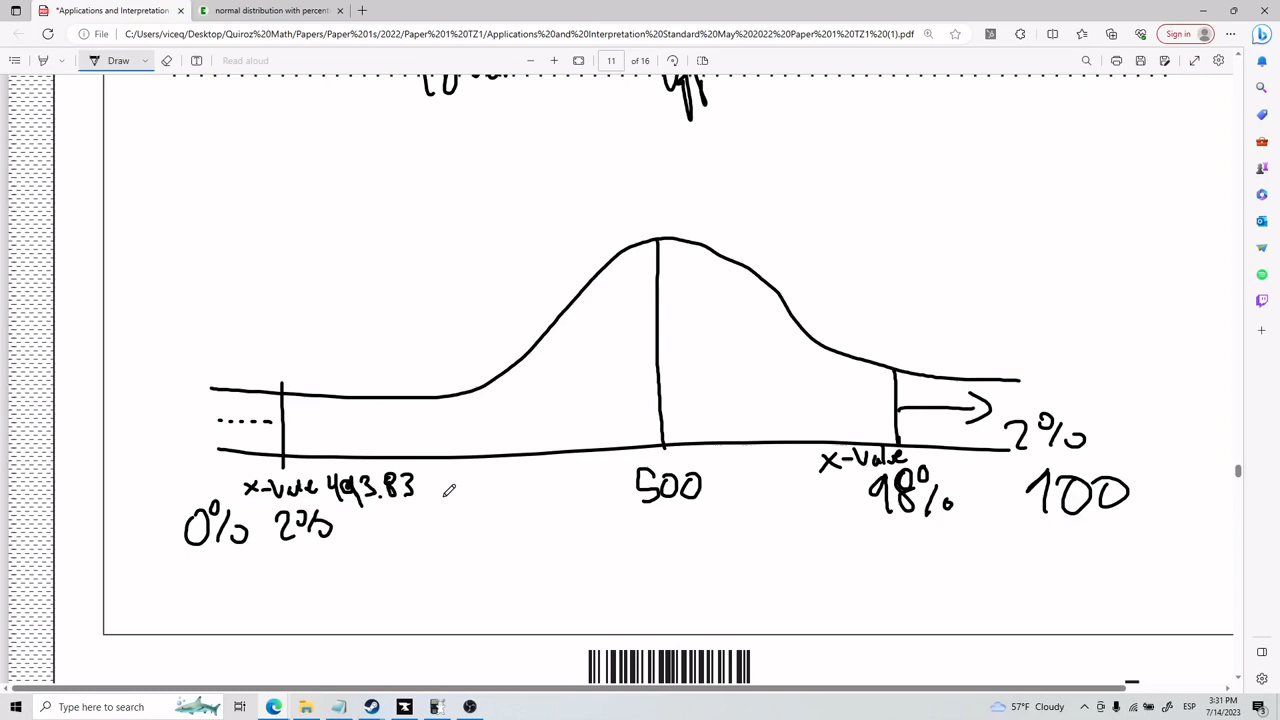 *Applications and Interpretation
normal distribution with percent
File
C:/Users/viceq/Desktop/Quiroz%20Math/Papers/Paper%201s/2022/Paper%201%20TZ1/Applications%20and%20Interpretation%20Standard%20May%202022%20Paper%201%20TZ1%20(1).pdf
Sign in
Draw
Read aloud
11 of 16
2%
x-value 493.83
500
x-value
98%
100
0% 2%
Type here to search
57°F Cloudy
ESP
3:31 PM
7/14/2023